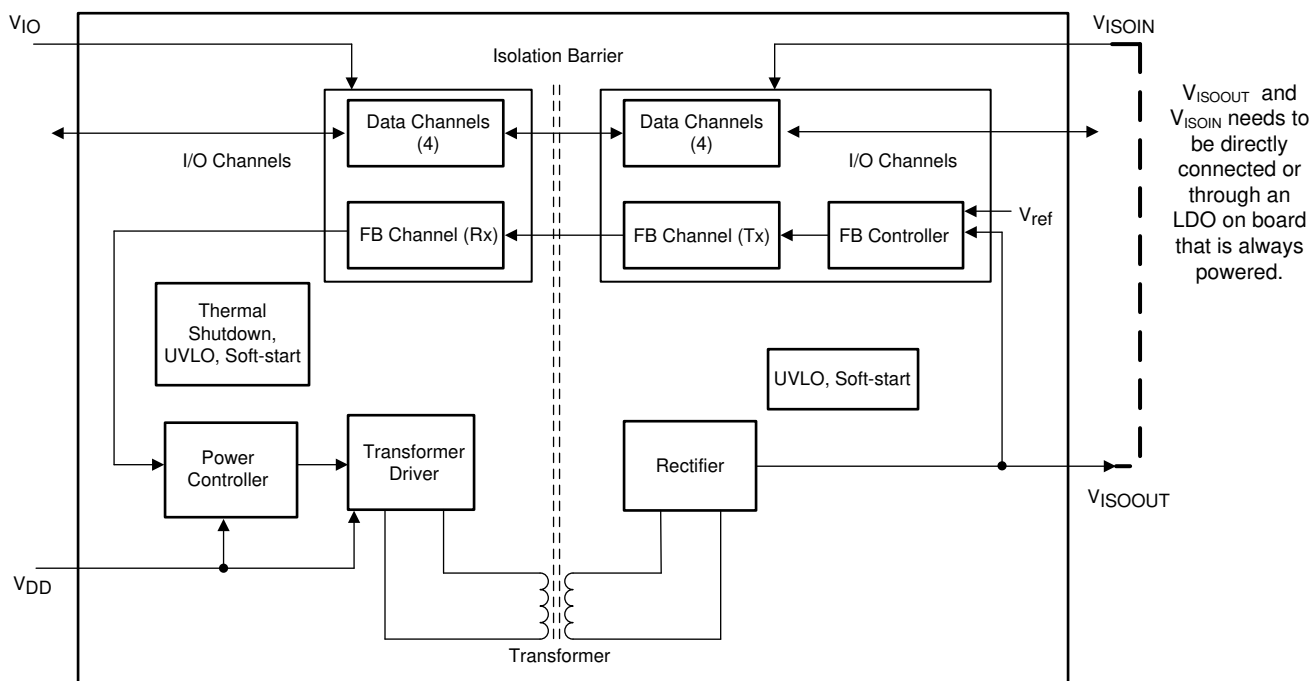 VIO
VISOIN
Isolation Barrier
Data Channels
(4)
Data Channels
(4)
I/O Channels
I/O Channels
FB Channel (Rx)
FB Channel (Tx)
FB Controller
Vref
VISOOUT and
VISOIN needs to
be directly
connected or
through an
LDO on board
that is always
powered.
Thermal
Shutdown,
UVLO, Soft-start
UVLO, Soft-start
Power
Controller
Transformer
Driver
Rectifier
VISOOUT
VDD
Transformer